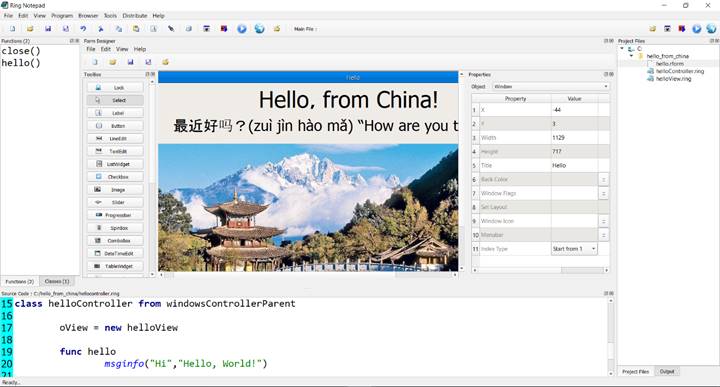 Ring Notepad
File Edit View Program Browser Tools Distribute Help
Main File :
Functions (2)
close()
hello()
Functions (2) Classes (1)
Form Designer
File Edit View Help
ToolBox
Lock
Select
Label
Button
LineEdit
TextEdit
ListWidget
Checkbox
Image
Slider
Progressbar
SpinBox
ComboBox
DateTimeEdit
TableWidget
Hello
Hello, from China!
最近好吗？(zuì jìn hào mǎ) “How are you t
Properties
Object: Window
Property Value
1 X -44
2 Y 3
3 Width 1129
4 Height 717
5 Title Hello
6 Back Color
7 Window Flags
8 Set Layout
9 Window Icon
10 Menubar
11 Index Type Start from 1
Project Files
C:
hello_from_china
hello.rform
helloController.ring
helloView.ring
Project Files Output
Source Code : C:/hello_from_china/hellocontroller.ring
15 class helloController from windowsControllerParent
16
17 oView = new helloView
18
19 func hello
20 msginfo("Hi","Hello, World!")
21
Ready...